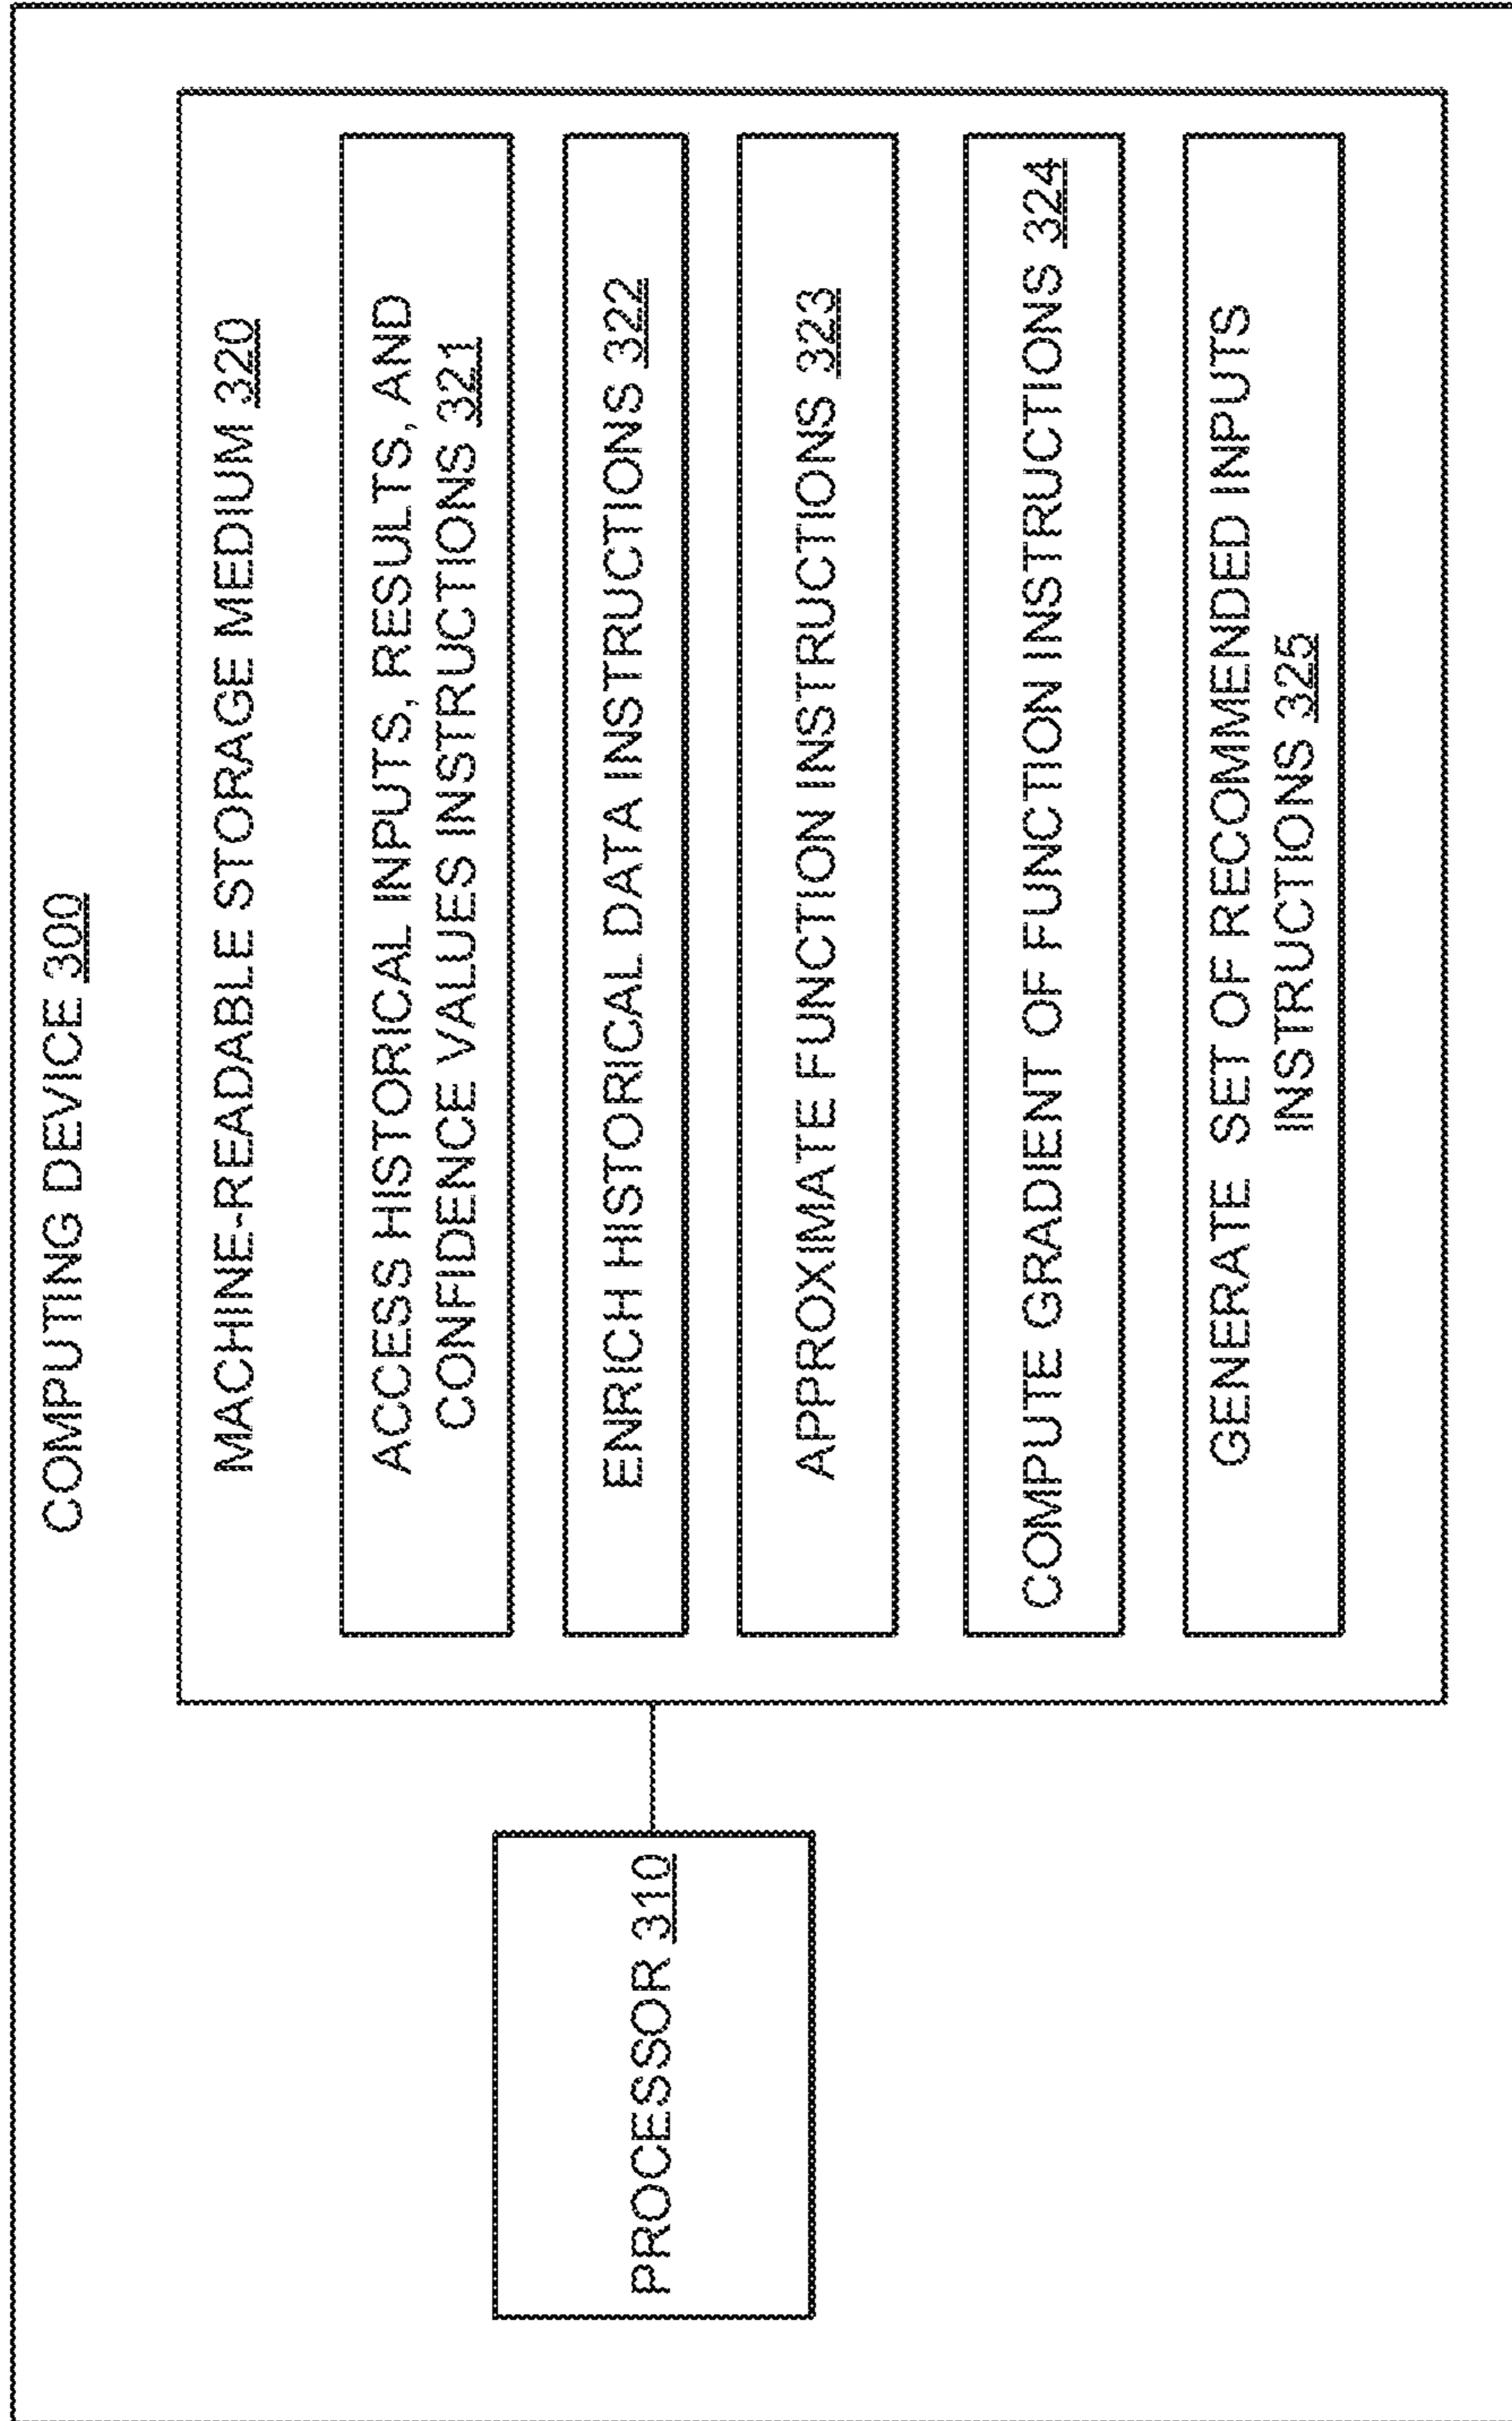 COMPUTING DEVICE 300
PROCESSOR 310
MACHINE-READABLE STORAGE MEDIUM 320
ACCESS HISTORICAL INPUTS, RESULTS, AND
CONFIDENCE VALUES INSTRUCTIONS 321
ENRICH HISTORICAL DATA INSTRUCTIONS 322
APPROXIMATE FUNCTION INSTRUCTIONS 323
COMPUTE GRADIENT OF FUNCTION INSTRUCTIONS 324
GENERATE SET OF RECOMMENDED INPUTS
INSTRUCTIONS 325